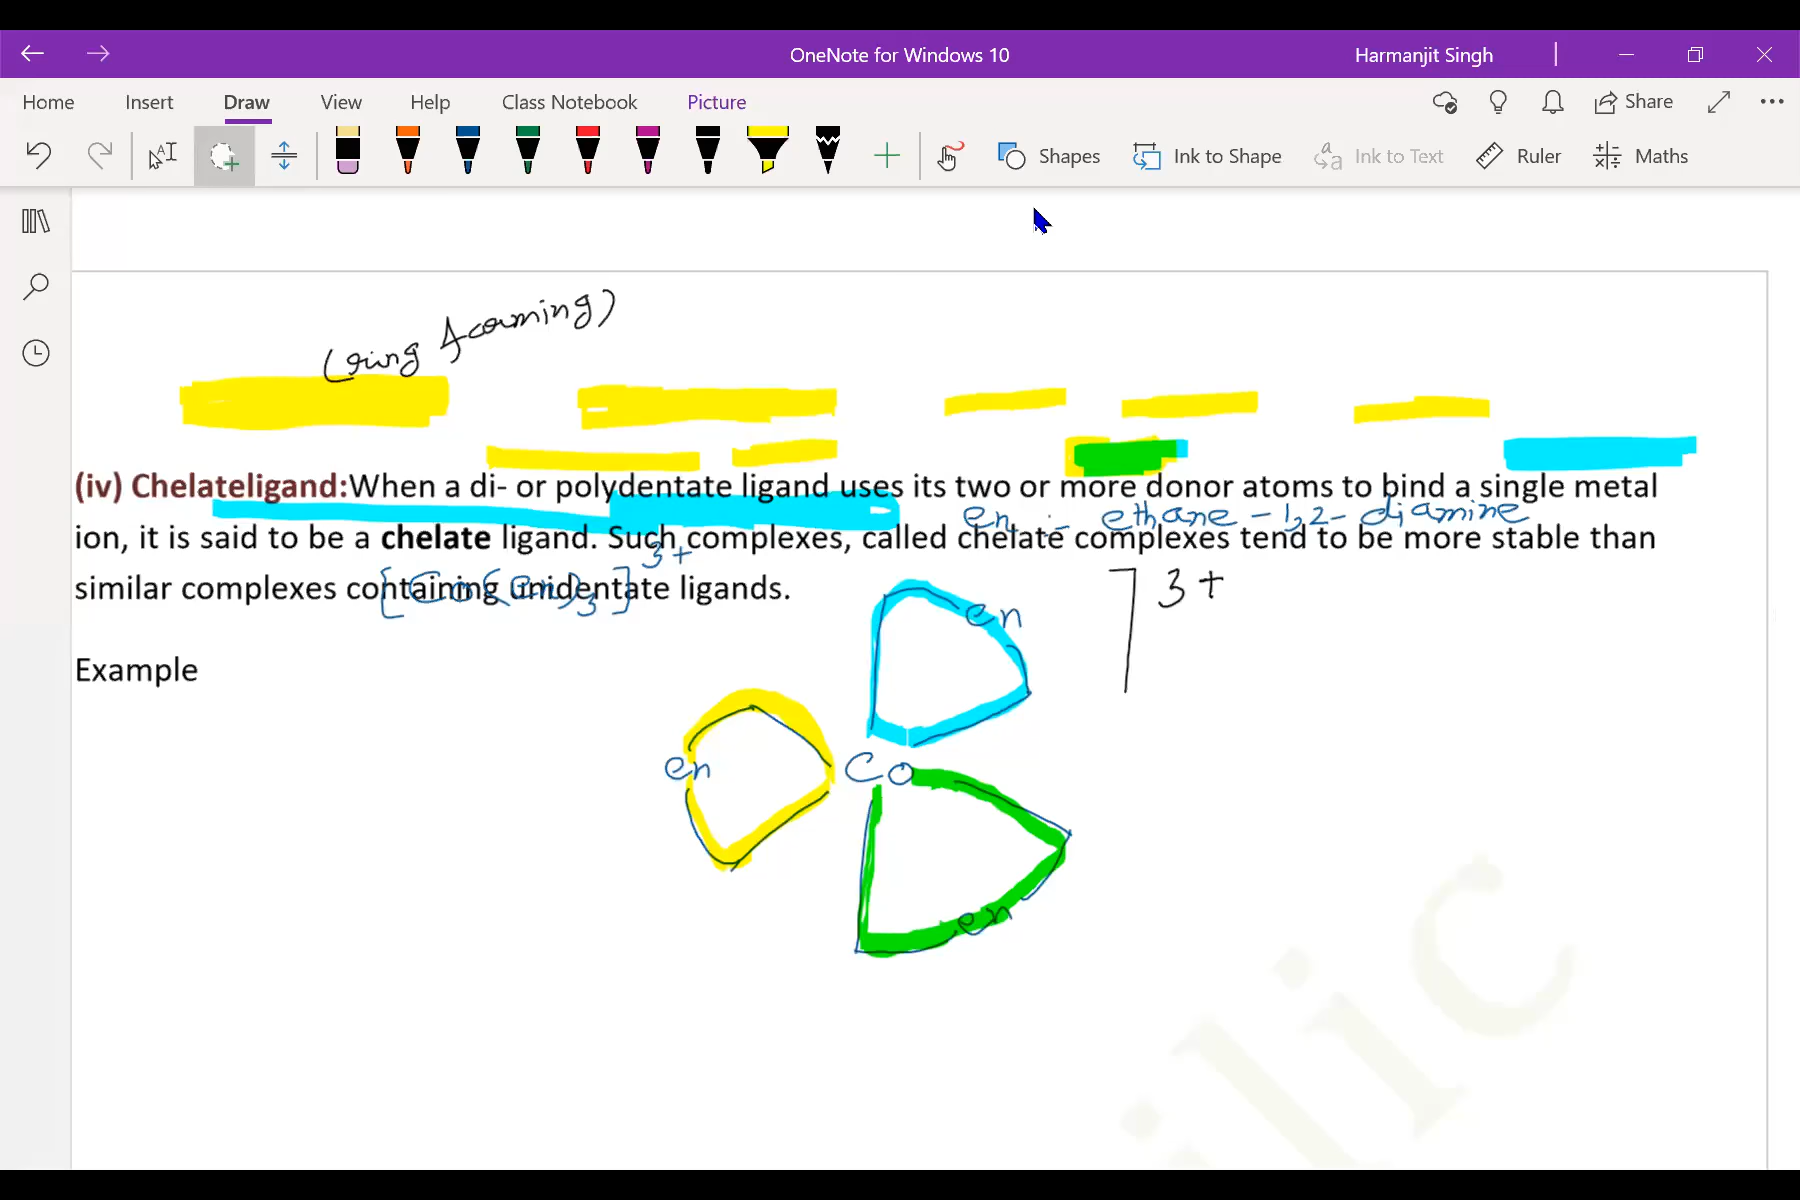 OneNote for Windows 10 Harmanjit Singh
Home Insert Draw View Help Class Notebook Picture Share
Shapes Ink to Shape Ink to Text Ruler Maths
(ring forming)
(iv) Chelateligand:When a di- or polydentate ligand uses its two or more donor atoms to bind a single metal
en :- ethane-1,2-diamine
ion, it is said to be a chelate ligand. Such complexes, called chelate complexes tend to be more stable than
[Co(en)3]3+
similar complexes containing unidentate ligands.
]3+
en
Example
en Co
en
ilic